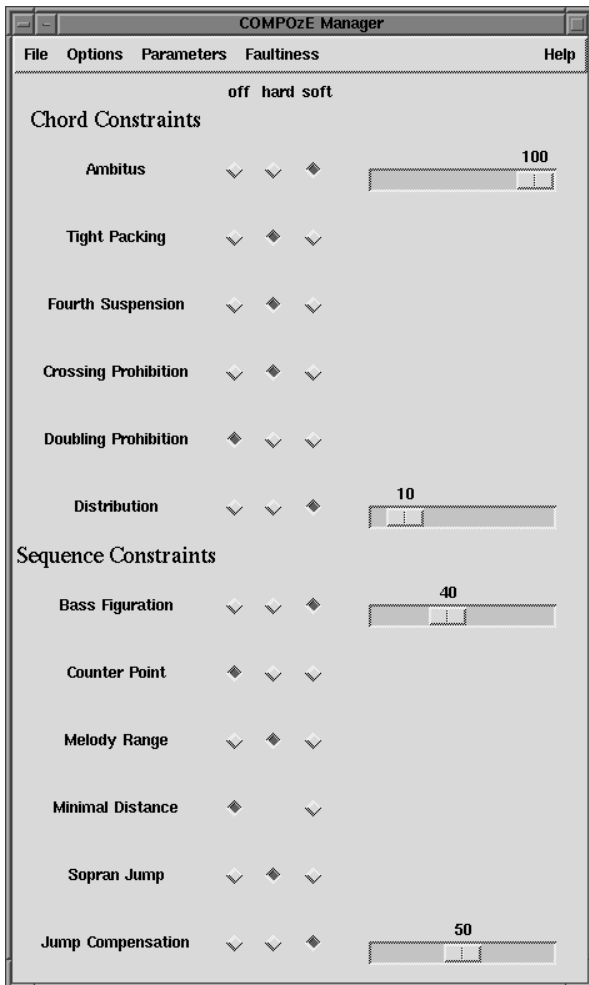 COMPOzE Manager
File Options Parameters Faultiness Help
off hard soft
Chord Constraints
Ambitus 100
Tight Packing
Fourth Suspension
Crossing Prohibition
Doubling Prohibition
Distribution 10
Sequence Constraints
Bass Figuration 40
Counter Point
Melody Range
Minimal Distance
Sopran Jump
Jump Compensation 50